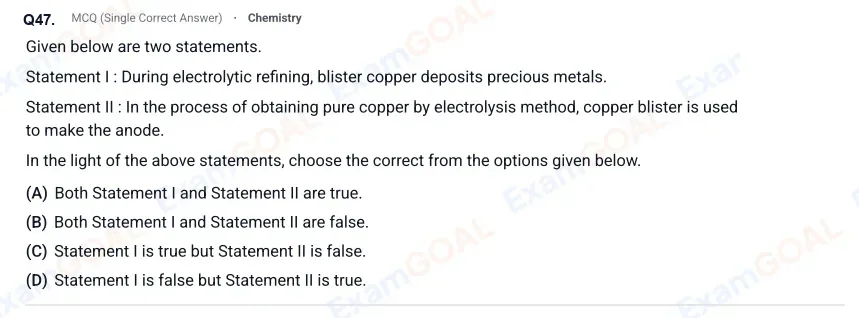 Q47. MCQ (Single Correct Answer) · Chemistry
Given below are two statements.
Statement I : During electrolytic refining, blister copper deposits precious metals.
Statement II : In the process of obtaining pure copper by electrolysis method, copper blister is used
to make the anode.
In the light of the above statements, choose the correct from the options given below.
(A) Both Statement I and Statement II are true.
(B) Both Statement I and Statement II are false.
(C) Statement I is true but Statement II is false.
(D) Statement I is false but Statement II is true.
ExamGOAL